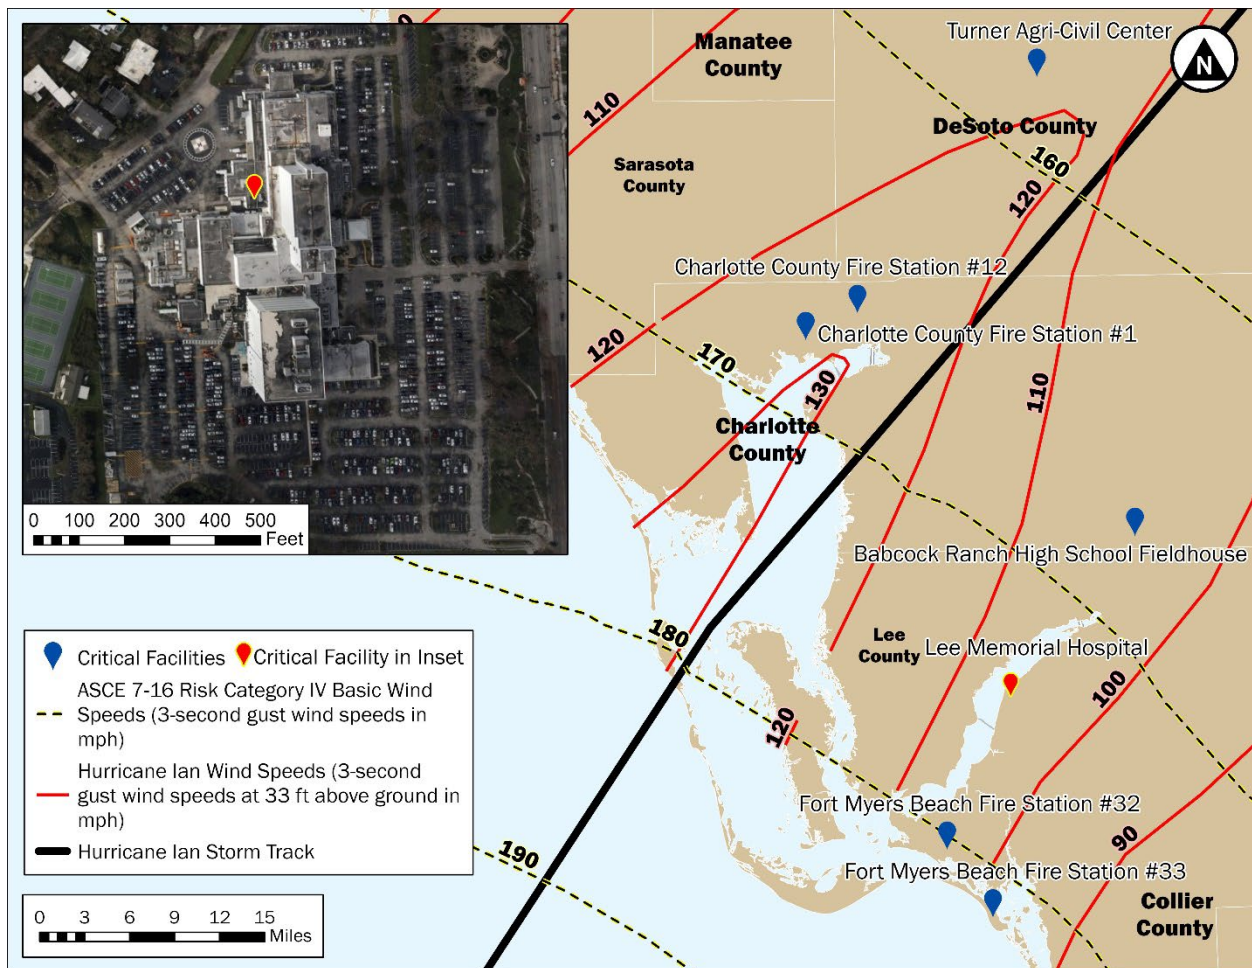 120
Manatee
County
Turner Agri-Civil Center
N
110
DeSoto County
Sarasota
County
160
120
Charlotte County Fire Station #12
Charlotte County Fire Station #1
120
170
130
110
Charlotte
County
0 100 200 300 400 500
Feet
Babcock Ranch High School Fieldhouse
180
Lee
County
Lee Memorial Hospital
100
120
Critical Facilities
Critical Facility in Inset
ASCE 7-16 Risk Category IV Basic Wind
Speeds (3-second gust wind speeds in
mph)
Hurricane Ian Wind Speeds (3-second
gust wind speeds at 33 ft above ground in
mph)
Hurricane Ian Storm Track
Fort Myers Beach Fire Station #32
90
190
Fort Myers Beach Fire Station #33
Collier
County
0 3 6 9 12 15
Miles